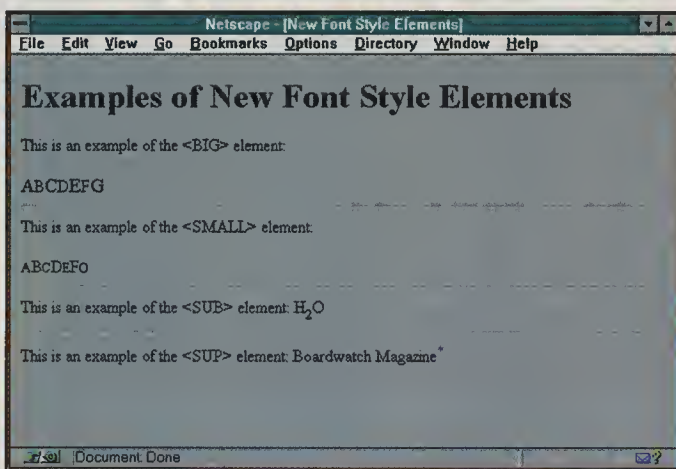 Netscape - [New Font Style Elements]
File Edit View Go Bookmarks Options Directory Window Help
Examples of New Font Style Elements
This is an example of the <BIG> element:
ABCDEFG
This is an example of the <SMALL> element:
ABCDEFG
This is an example of the <SUB> element: H₂O
This is an example of the <SUP> element: Boardwatch Magazine*
Document: Done